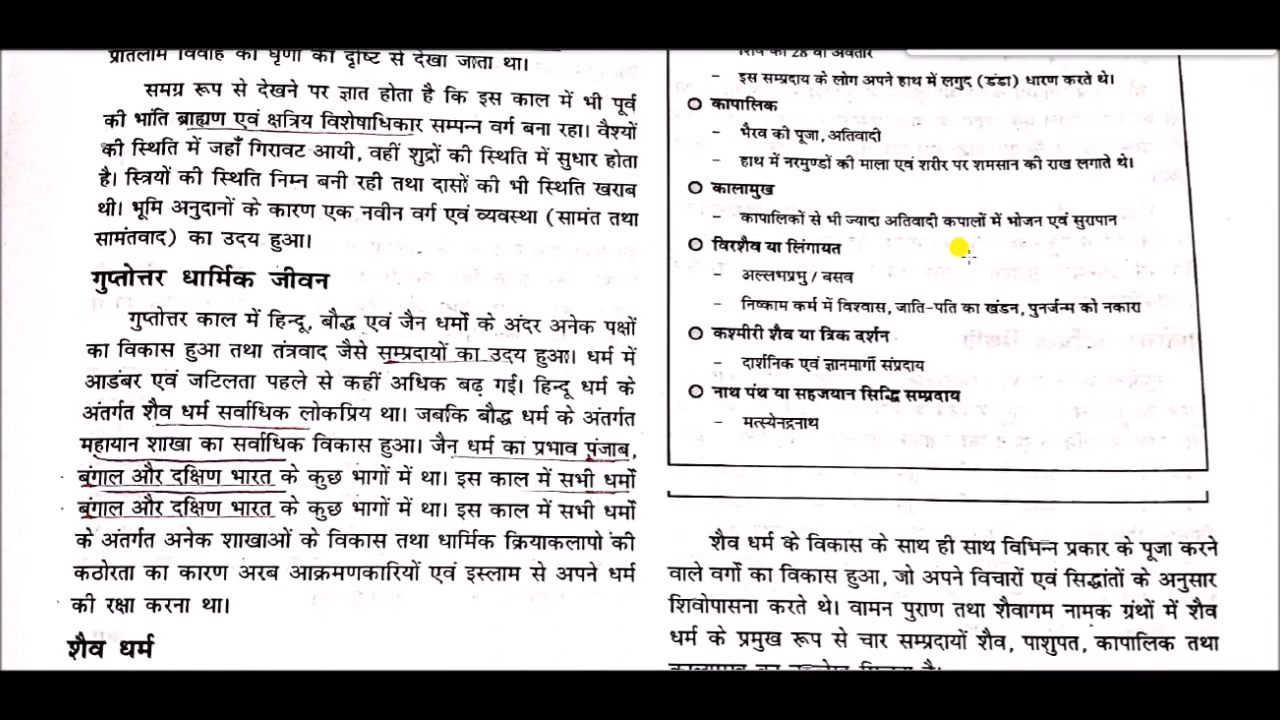 प्रतिलोम विवाह को घृणा की दृष्टि से देखा जाता था।
समग्र रूप से देखने पर ज्ञात होता है कि इस काल में भी पूर्व
की भांति ब्राह्मण एवं क्षत्रिय विशेषाधिकार सम्पन्न वर्ग बना रहा। वैश्यों
की स्थिति में जहाँ गिरावट आयी, वहीं शुद्रों की स्थिति में सुधार होता
है। स्त्रियों की स्थिति निम्न बनी रही तथा दासों की भी स्थिति खराब
थी। भूमि अनुदानों के कारण एक नवीन वर्ग एवं व्यवस्था (सामंत तथा
सामंतवाद) का उदय हुआ।
गुप्तोत्तर धार्मिक जीवन
गुप्तोत्तर काल में हिन्दू, बौद्ध एवं जैन धर्मो के अंदर अनेक पक्षों
का विकास हुआ तथा तंत्रवाद जैसे सम्प्रदायों का उदय हुआ। धर्म में
आडंबर एवं जटिलता पहले से कहीं अधिक बढ़ गई। हिन्दू धर्म के
अंतर्गत शैव धर्म सर्वाधिक लोकप्रिय था। जबकि बौद्ध धर्म के अंतर्गत
महायान शाखा का सर्वाधिक विकास हुआ। जैन धर्म का प्रभाव पंजाब,
बंगाल और दक्षिण भारत के कुछ भागों में था। इस काल में सभी धर्मो
बंगाल और दक्षिण भारत के कुछ भागों में था। इस काल में सभी धर्मो
के अंतर्गत अनेक शाखाओं के विकास तथा धार्मिक क्रियाकलापो की
कठोरता का कारण अरब आक्रमणकारियों एवं इस्लाम से अपने धर्म
की रक्षा करना था।
शैव धर्म
शिव का 28 वां अवतार
- इस सम्प्रदाय के लोग अपने हाथ में लगुद (डंडा) धारण करते थे।
कापालिक
- भैरव की पूजा, अतिवादी
- हाथ में नरमुण्डों की माला एवं शरीर पर शमसान की राख लगाते थे।
कालामुख
- कापालिकों से भी ज्यादा अतिवादी कपालों में भोजन एवं सुरापान
विरशैव या लिंगायत
- अल्लभप्रभु / बसव
- निष्काम कर्म में विश्वास, जाति-पति का खंडन, पुनर्जन्म को नकारा
कश्मीरी शैव या त्रिक दर्शन
- दार्शनिक एवं ज्ञानमार्गी संप्रदाय
नाथ पंथ या सहजयान सिद्धि सम्प्रदाय
- मत्स्येनद्रनाथ
शैव धर्म के विकास के साथ ही साथ विभिन्न प्रकार के पूजा करने
वाले वर्गो का विकास हुआ, जो अपने विचारों एवं सिद्धांतों के अनुसार
शिवोपासना करते थे। वामन पुराण तथा शैवागम नामक ग्रंथों में शैव
धर्म के प्रमुख रूप से चार सम्प्रदायों शैव, पाशुपत, कापालिक तथा